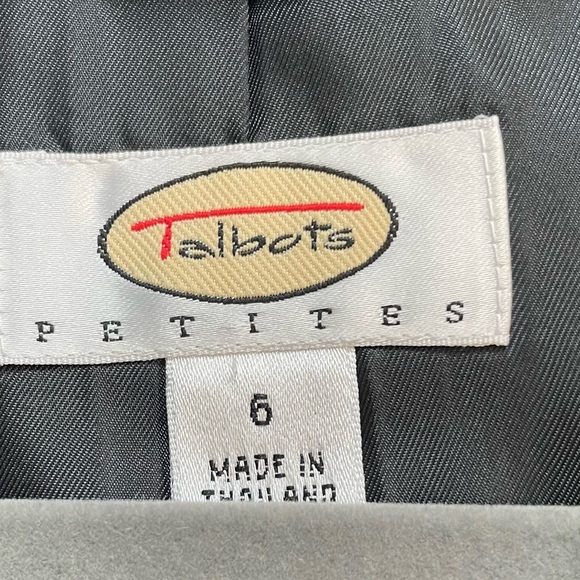 Talbots
PETITES
6
MADE IN
THAILAND